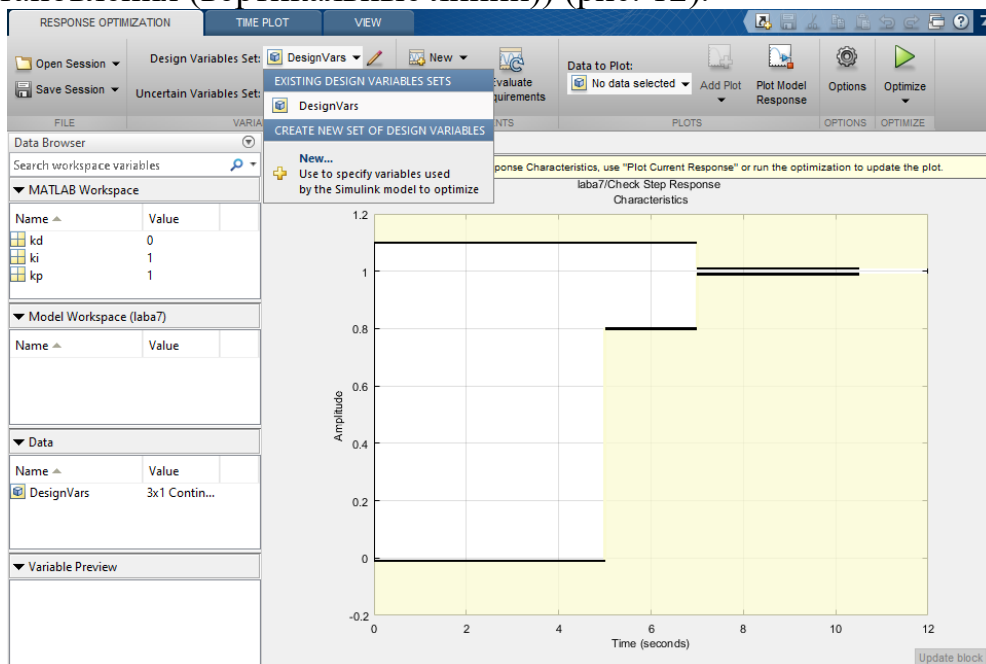 (вертикальные линии)) (рис. 12).
RESPONSE OPTIMIZATION TIME PLOT VIEW
Open Session
Save Session
FILE
Design Variables Set: DesignVars
Uncertain Variables Set:
EXISTING DESIGN VARIABLES SETS
DesignVars
CREATE NEW SET OF DESIGN VARIABLES
New...
Use to specify variables used
by the Simulink model to optimize
New
Data to Plot:
No data selected
Add Plot
Plot Model
Response
PLOTS
Options
OPTIONS
Optimize
OPTIMIZE
Data Browser
Search workspace variables
MATLAB Workspace
Name Value
kd 0
ki 1
kp 1
Model Workspace (laba7)
Name Value
Data
Name Value
DesignVars 3x1 Contin...
Variable Preview
Characteristics, use "Plot Current Response" or run the optimization to update the plot.
laba7/Check Step Response
Characteristics
Amplitude
1.2
1
0.8
0.6
0.4
0.2
0
-0.2
0 2 4 6 8 10 12
Time (seconds)
Update block